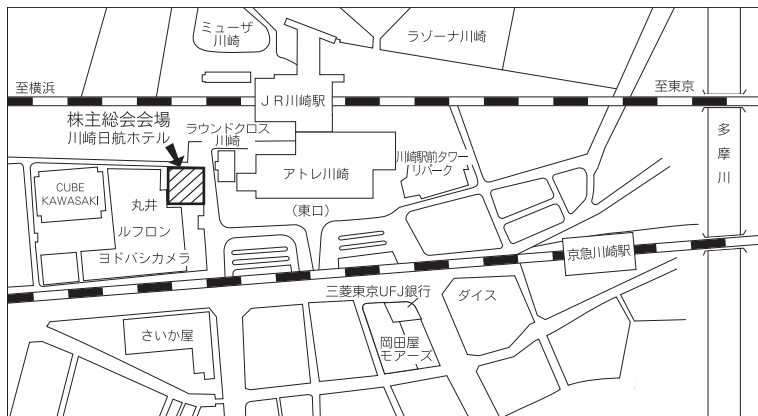 ミューザ
川崎
ラゾーナ川崎
至横浜
至東京
ＪＲ川崎駅
株主総会会場
川崎日航ホテル
ラウンドクロス
川崎
多摩川
川崎駅前タワー
リバーク
アトレ川崎
CUBE
KAWASAKI
丸井
（東口）
ルフロン
ヨドバシカメラ
京急川崎駅
三菱東京UFJ銀行
ダイス
さいか屋
岡田屋
モアーズ